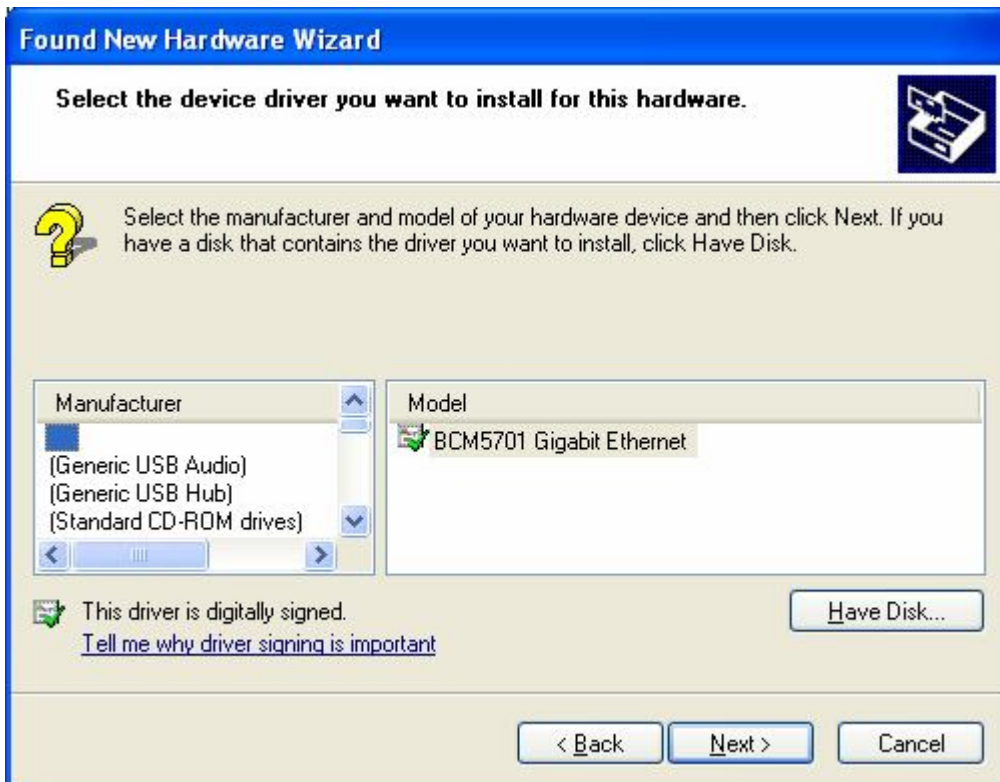 Found New Hardware Wizard
Select the device driver you want to install for this hardware.
Select the manufacturer and model of your hardware device and then click Next. If you
have a disk that contains the driver you want to install, click Have Disk.
Manufacturer
(Generic USB Audio)
(Generic USB Hub)
(Standard CD-ROM drives)
Model
BCM5701 Gigabit Ethernet
This driver is digitally signed.
Tell me why driver signing is important
Have Disk...
< Back
Next >
Cancel